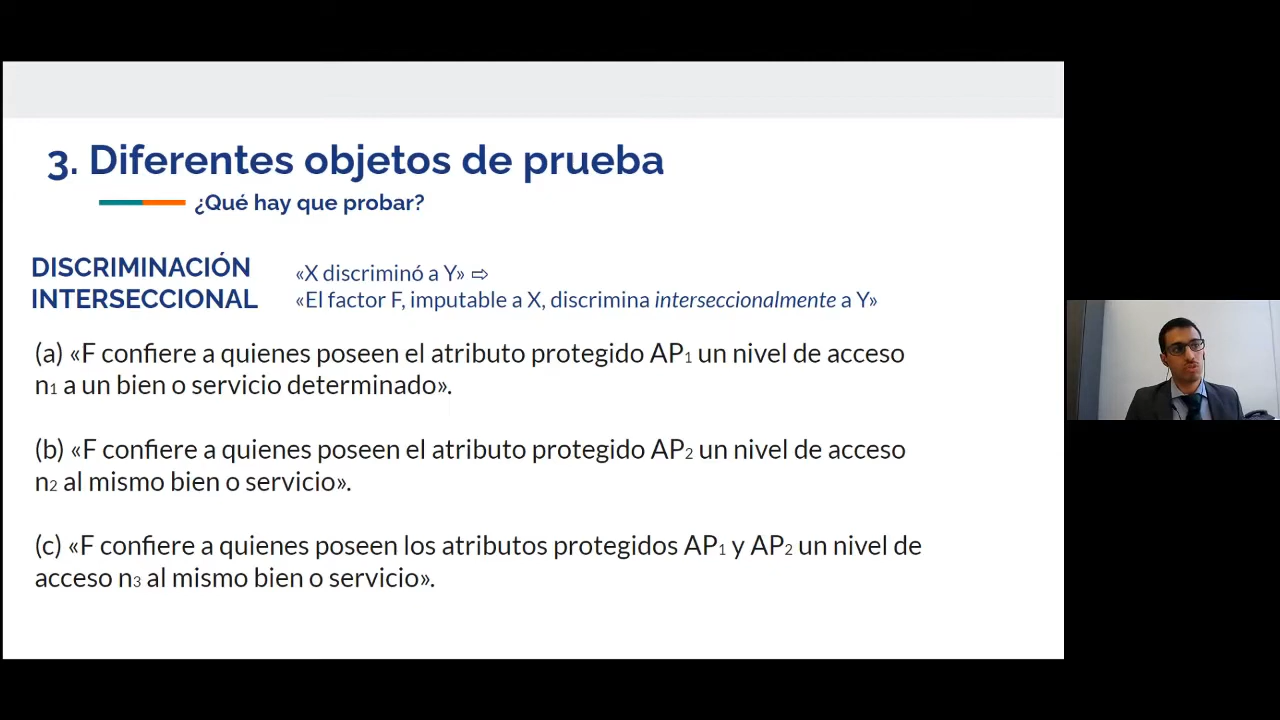 3. Diferentes objetos de prueba
¿Qué hay que probar?
DISCRIMINACIÓN
INTERSECCIONAL
«X discriminó a Y» ⇨
«El factor F, imputable a X, discrimina interseccionalmente a Y»
(a) «F confiere a quienes poseen el atributo protegido AP₁ un nivel de acceso
n₁ a un bien o servicio determinado».
(b) «F confiere a quienes poseen el atributo protegido AP₂ un nivel de acceso
n₂ al mismo bien o servicio».
(c) «F confiere a quienes poseen los atributos protegidos AP₁ y AP₂ un nivel de
acceso n₃ al mismo bien o servicio».